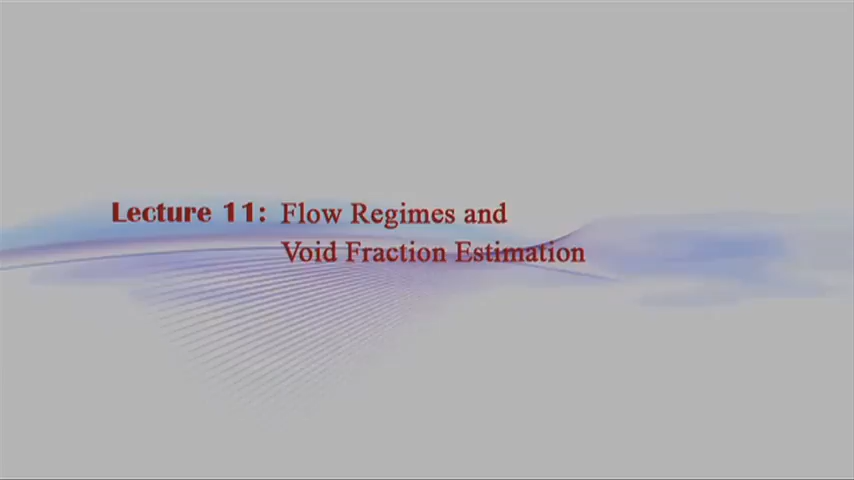 Lecture 11: Flow Regimes and
Void Fraction Estimation